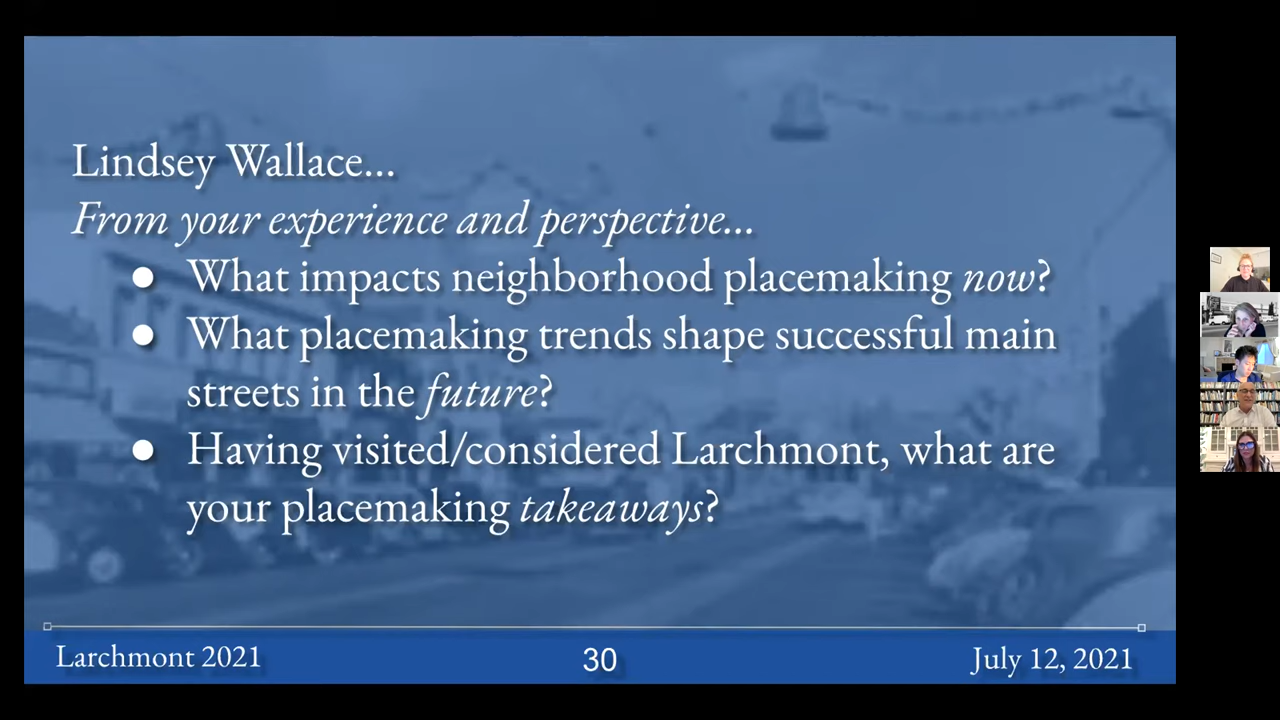 Lindsey Wallace...
From your experience and perspective...
● What impacts neighborhood placemaking now?
● What placemaking trends shape successful main
streets in the future?
● Having visited/considered Larchmont, what are
your placemaking takeaways?
Larchmont 2021
30
July 12, 2021